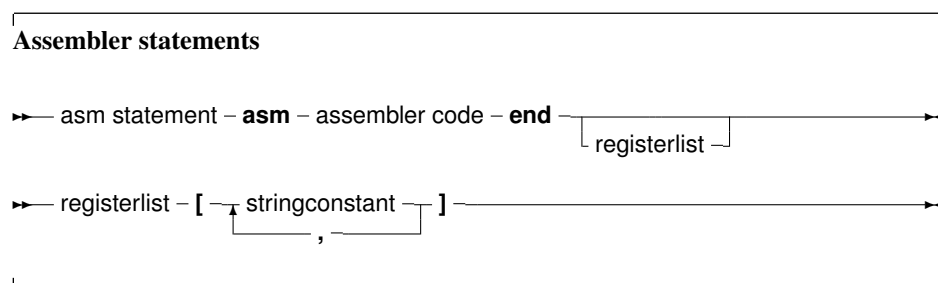 Assembler statements
asm statement – asm – assembler code – end
registerlist
registerlist – [ stringconstant ]
,